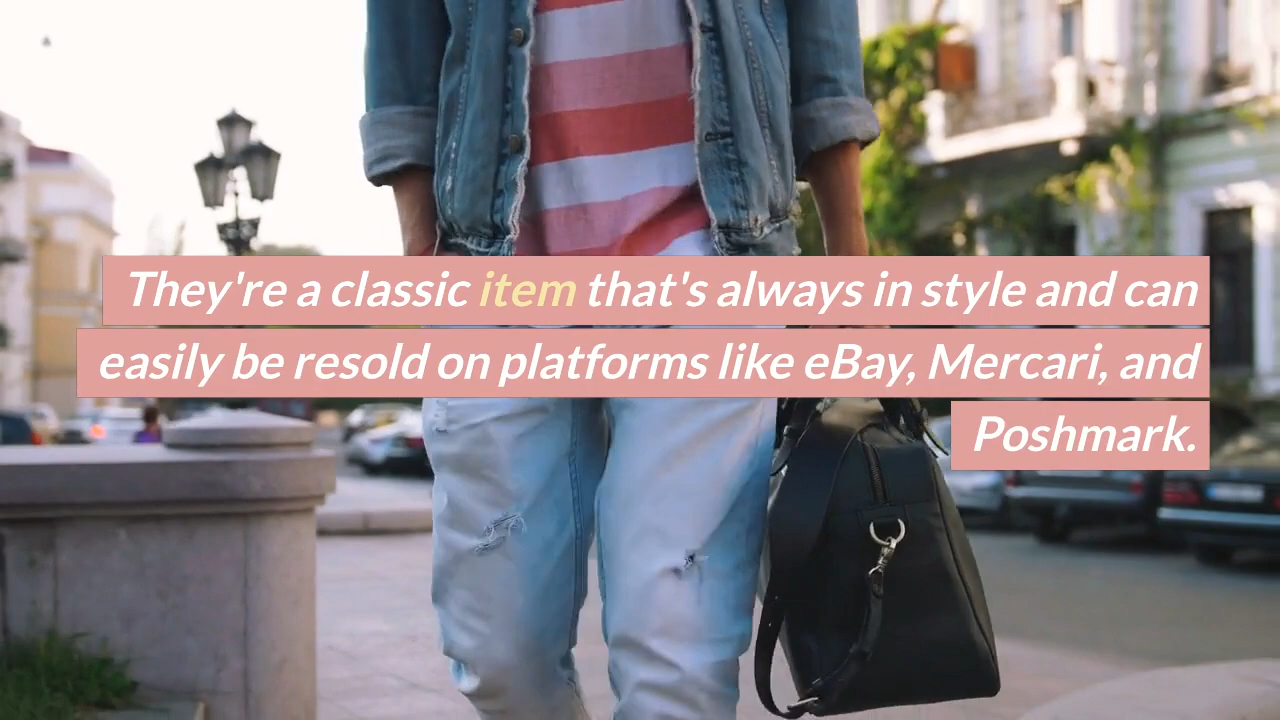 They're a classic item that's always in style and can
easily be resold on platforms like eBay, Mercari, and
Poshmark.